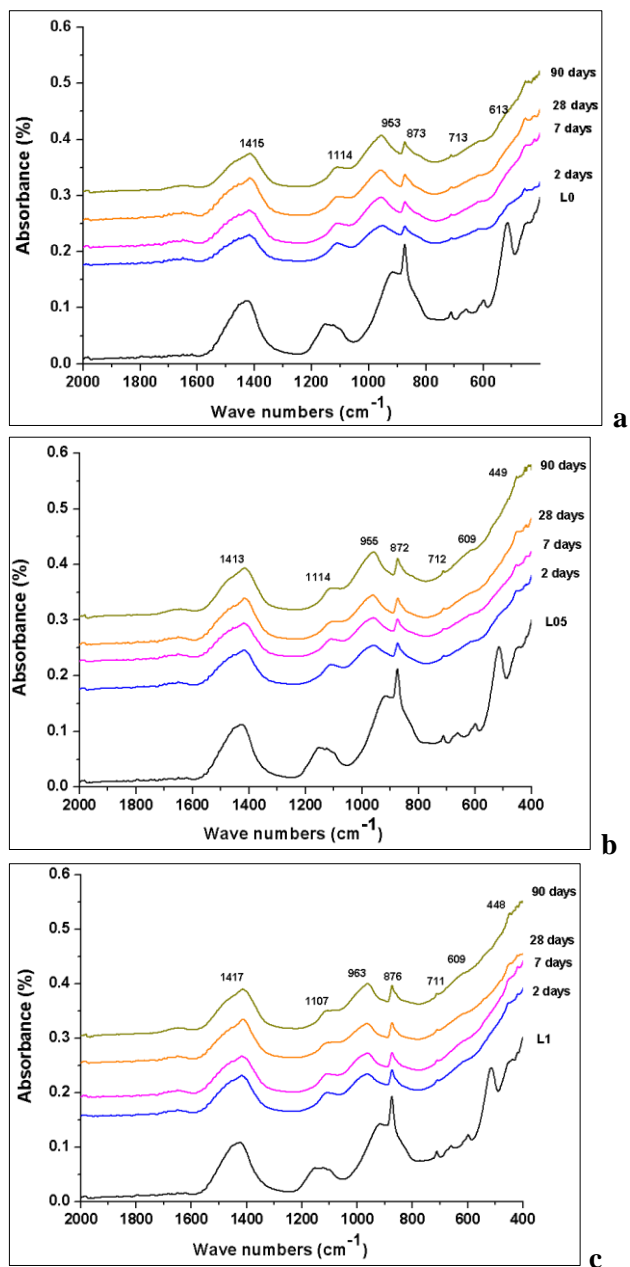 0.6
0.5
0.4
0.3
0.2
0.1
0.0
Absorbance (%)
1415
1114
953
873
713
613
90 days
28 days
7 days
2 days
L0
2000 1800 1600 1400 1200 1000 800 600
Wave numbers (cm-1)
a
0.6
0.5
0.4
0.3
0.2
0.1
0.0
Absorbance (%)
1413
1114
955
872
712
609
449
90 days
28 days
7 days
2 days
L05
2000 1800 1600 1400 1200 1000 800 600 400
Wave numbers (cm-1)
b
0.6
0.5
0.4
0.3
0.2
0.1
0.0
Absorbance (%)
1417
1107
963
876
711
609
448
90 days
28 days
7 days
2 days
L1
2000 1800 1600 1400 1200 1000 800 600 400
Wave numbers (cm-1)
c